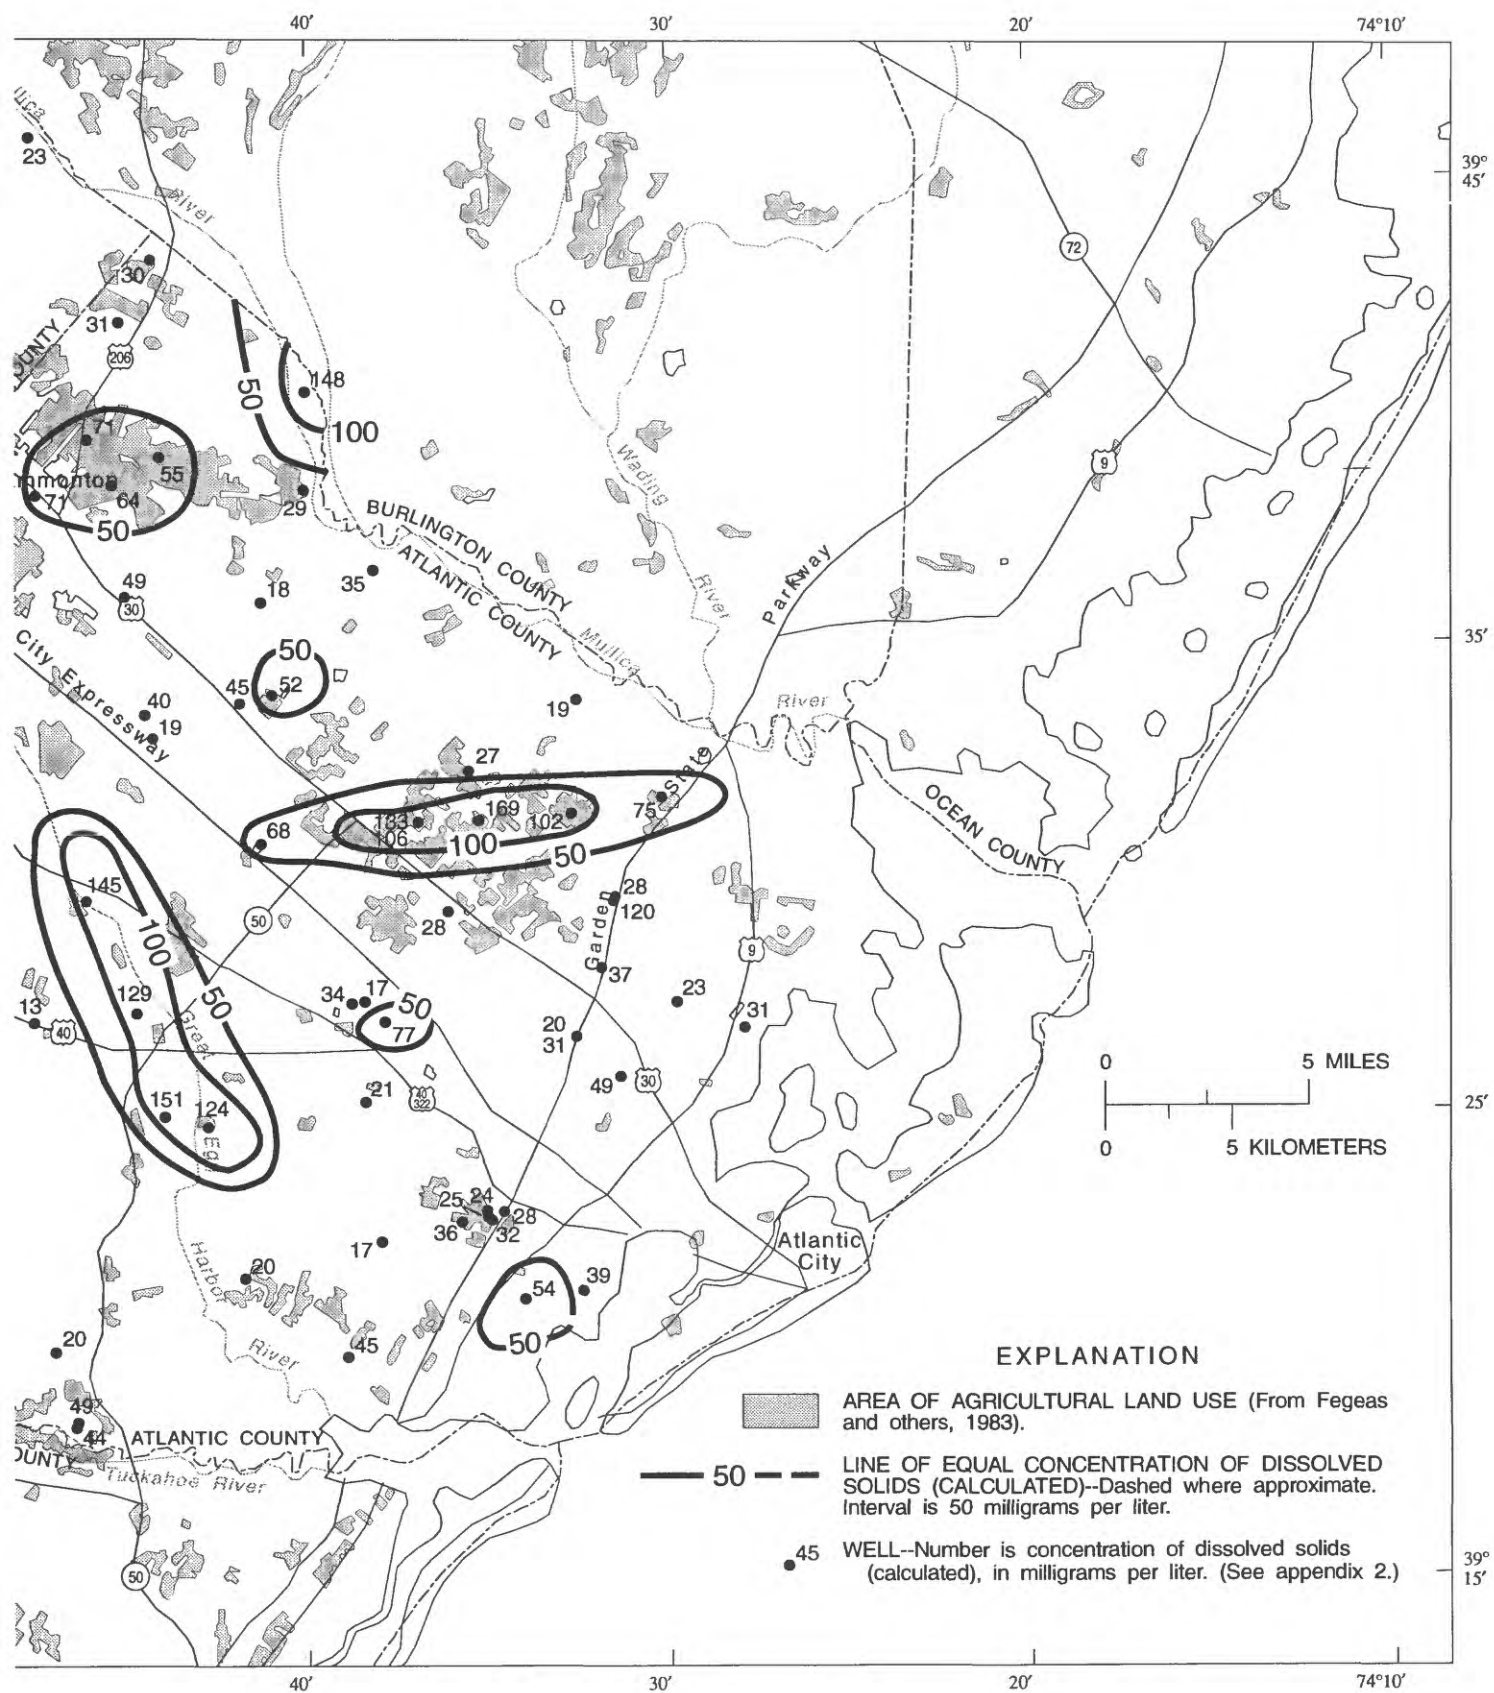 40′ 30′ 20′ 74°10′
23
River
39°
45′
72
30
31
206
50
148
100
71
55
64
71
50
29
9
Wading
River
BURLINGTON COUNTY
ATLANTIC COUNTY
Mullica
River
Parkway
35
18
49
30
35′
City Expressway
50
52
45
40
19
19
27
State
75
169
102
133
106
100
50
68
OCEAN COUNTY
28
120
Garden
28
50
145
100
50
9
37
129
13
40
Great
34
17
50
77
23
31
20
31
49
30
0 5 MILES
0 5 KILOMETERS
25′
21
40
322
151
124
Egg
24
25
28
32
36
17
Harbor
20
Atlantic
City
39
54
50
River
45
20
49
44
ATLANTIC COUNTY
Tuckahoe River
50
EXPLANATION
AREA OF AGRICULTURAL LAND USE (From Fegeas
and others, 1983).
50
LINE OF EQUAL CONCENTRATION OF DISSOLVED
SOLIDS (CALCULATED)--Dashed where approximate.
Interval is 50 milligrams per liter.
45
WELL--Number is concentration of dissolved solids
(calculated), in milligrams per liter. (See appendix 2.)
39°
15′
40′ 30′ 20′ 74°10′